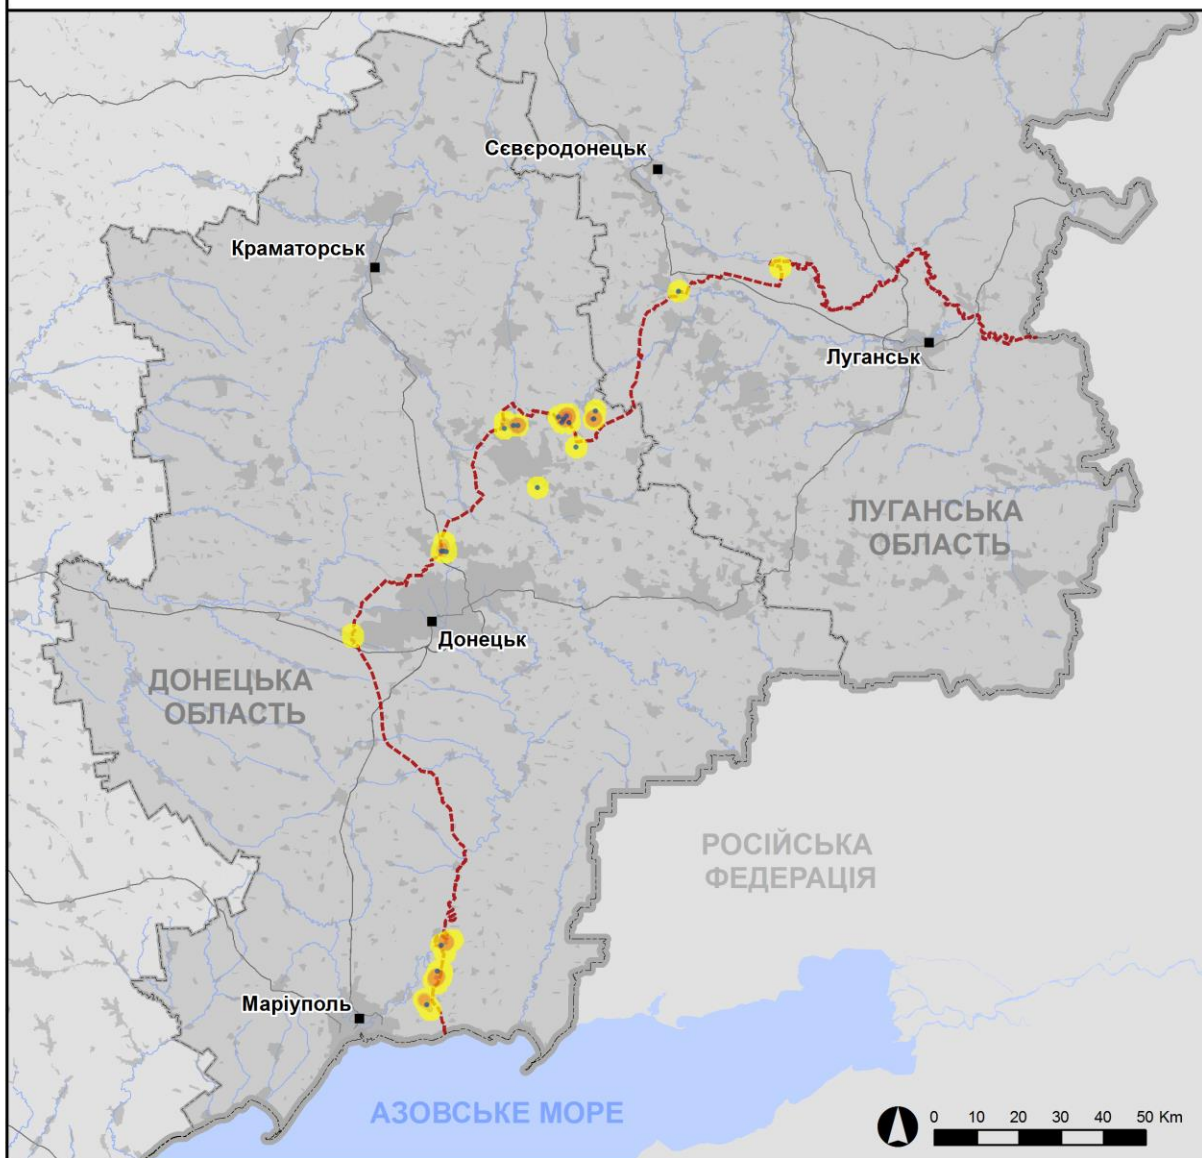 Сєвєродонецьк
Краматорськ
Луганськ
ЛУГАНСЬКА
ОБЛАСТЬ
Донецьк
ДОНЕЦЬКА
ОБЛАСТЬ
РОСІЙСЬКА
ФЕДЕРАЦІЯ
Маріуполь
АЗОВСЬКЕ МОРЕ
0 10 20 30 40 50 Km